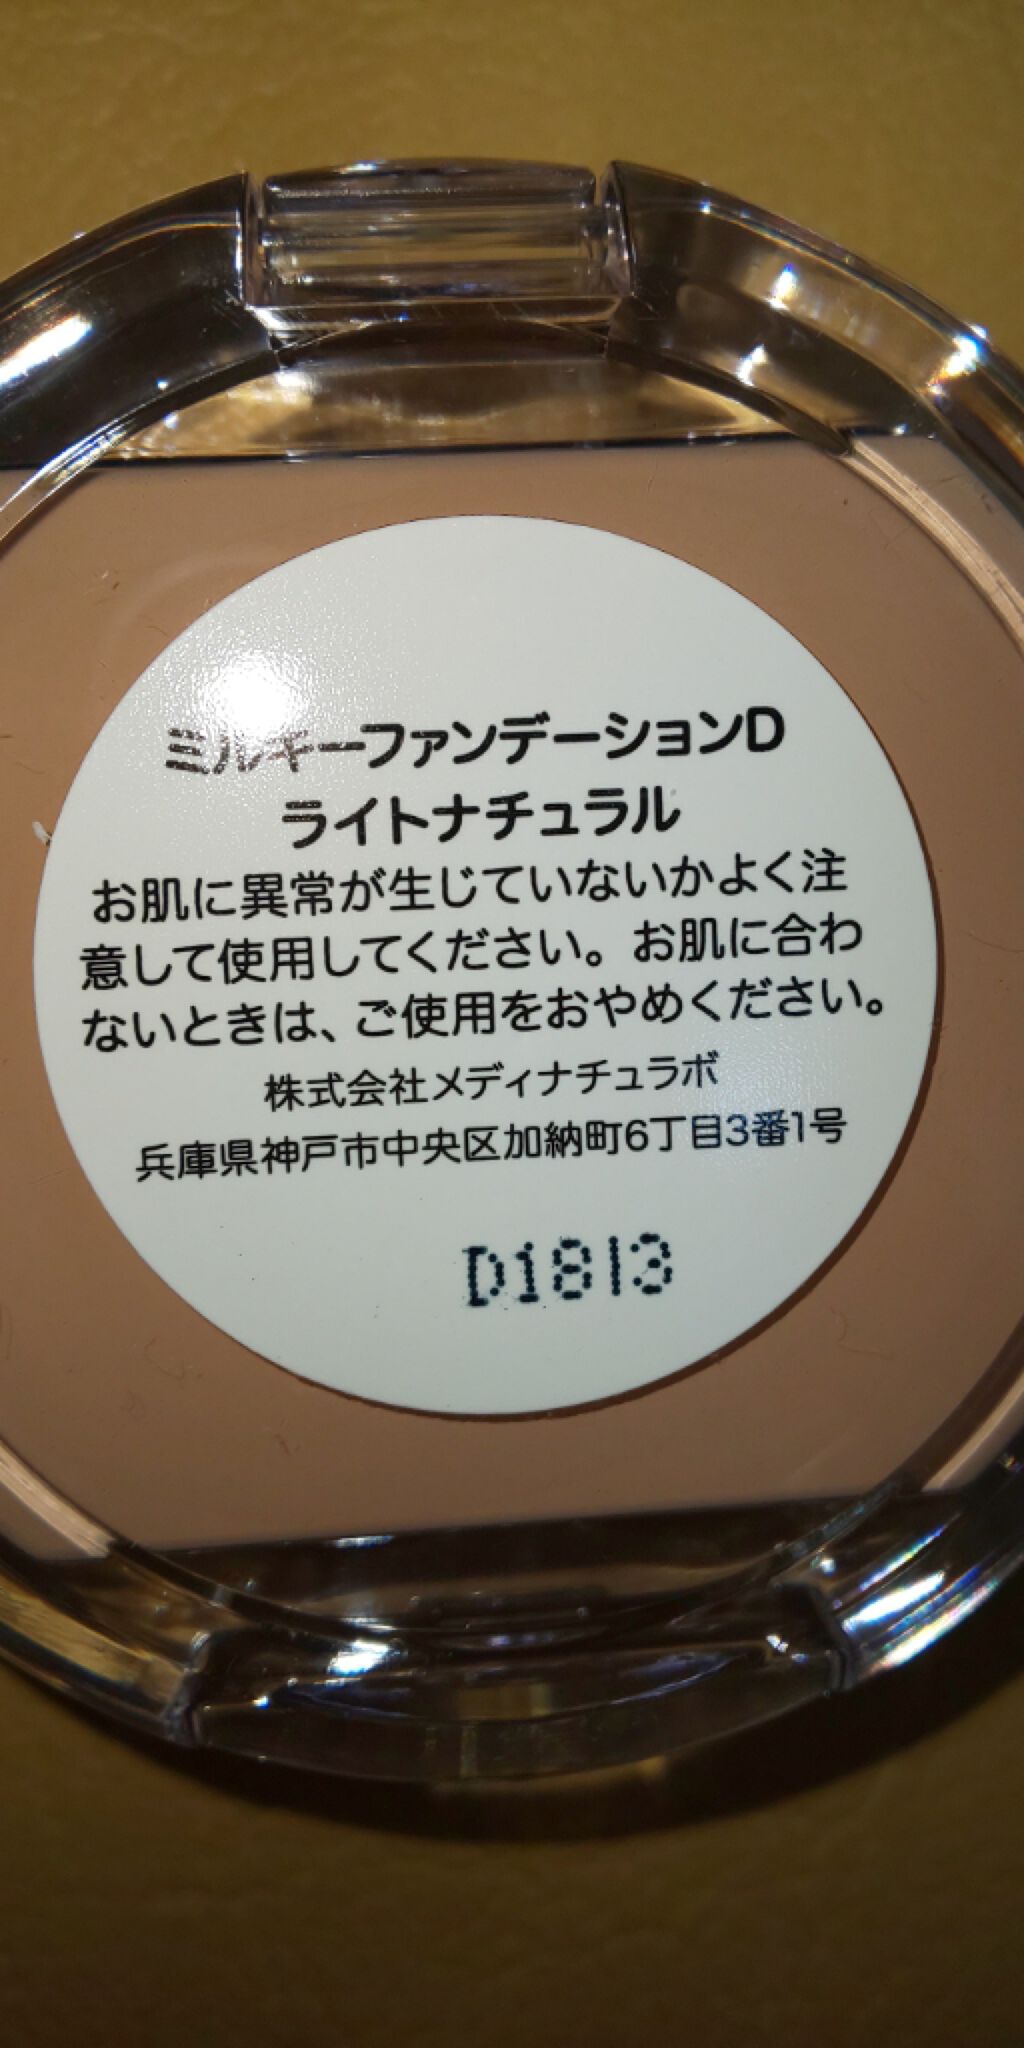 ミルキーファンデーションD
ライトナチュラル
お肌に異常が生じていないかよく注
意して使用してください。お肌に合わ
ないときは、ご使用をおやめください。
株式会社メディナチュラボ
兵庫県神戸市中央区加納町6丁目3番1号
D1813